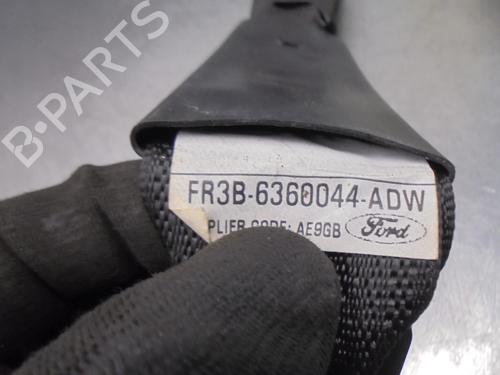 B-PARTS
FR3B-6360044-ADW
PLIER CODE: AE9GB Ford